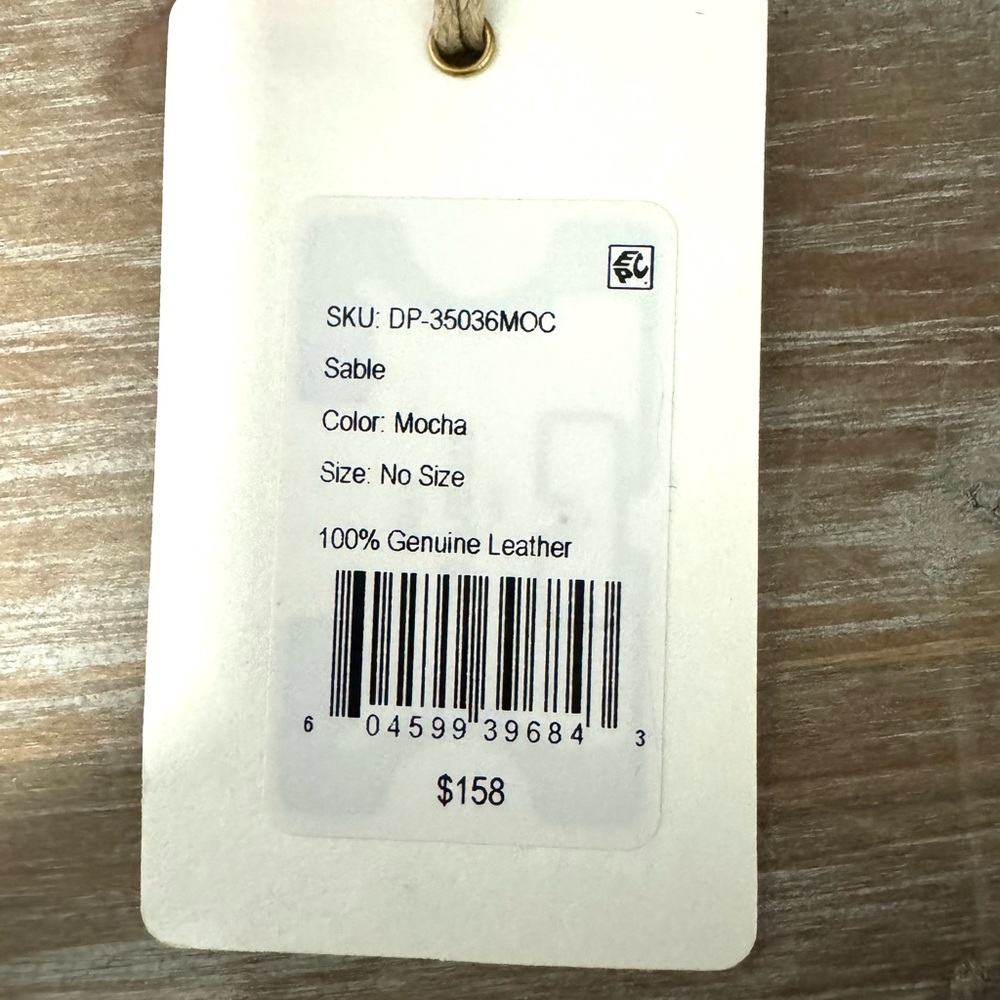 EPC
SKU: DP-35036MOC
Sable
Color: Mocha
Size: No Size
100% Genuine Leather
6 04599 39684 3
$158